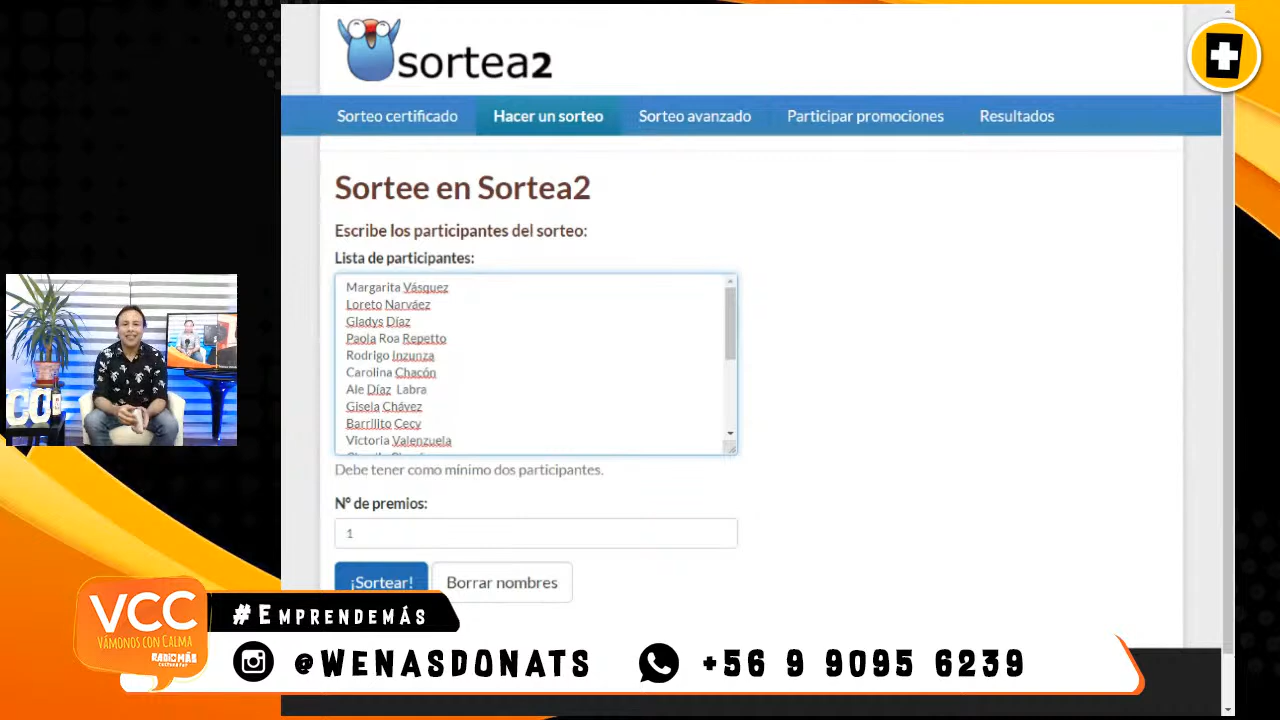 sortea2
Sorteo certificado
Hacer un sorteo
Sorteo avanzado
Participar promociones
Resultados
Sortee en Sortea2
Escribe los participantes del sorteo:
Lista de participantes:
Margarita Vásquez
Loreto Narváez
Gladys Díaz
Paola Roa Repetto
Rodrigo Inzunza
Carolina Chacón
Ale Díaz Labra
Gisela Chávez
Barrilito Cecy
Victoria Valenzuela
Debe tener como mínimo dos participantes.
N° de premios:
1
¡Sortear!
Borrar nombres
VCC
VÁMONOS CON CALMA
RADIOMÁS
#EMPRENDEMÁS
@WENASDONATS
+56 9 9095 6239